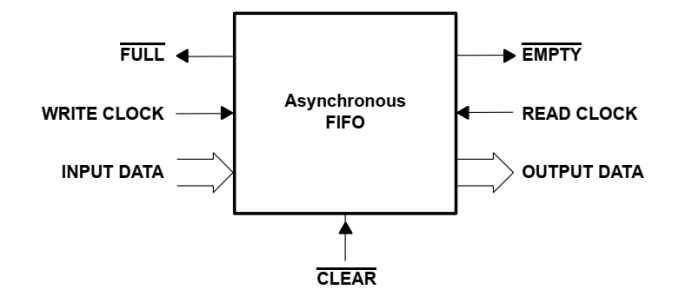 FULL
EMPTY
Asynchronous
FIFO
WRITE CLOCK
READ CLOCK
INPUT DATA
OUTPUT DATA
CLEAR